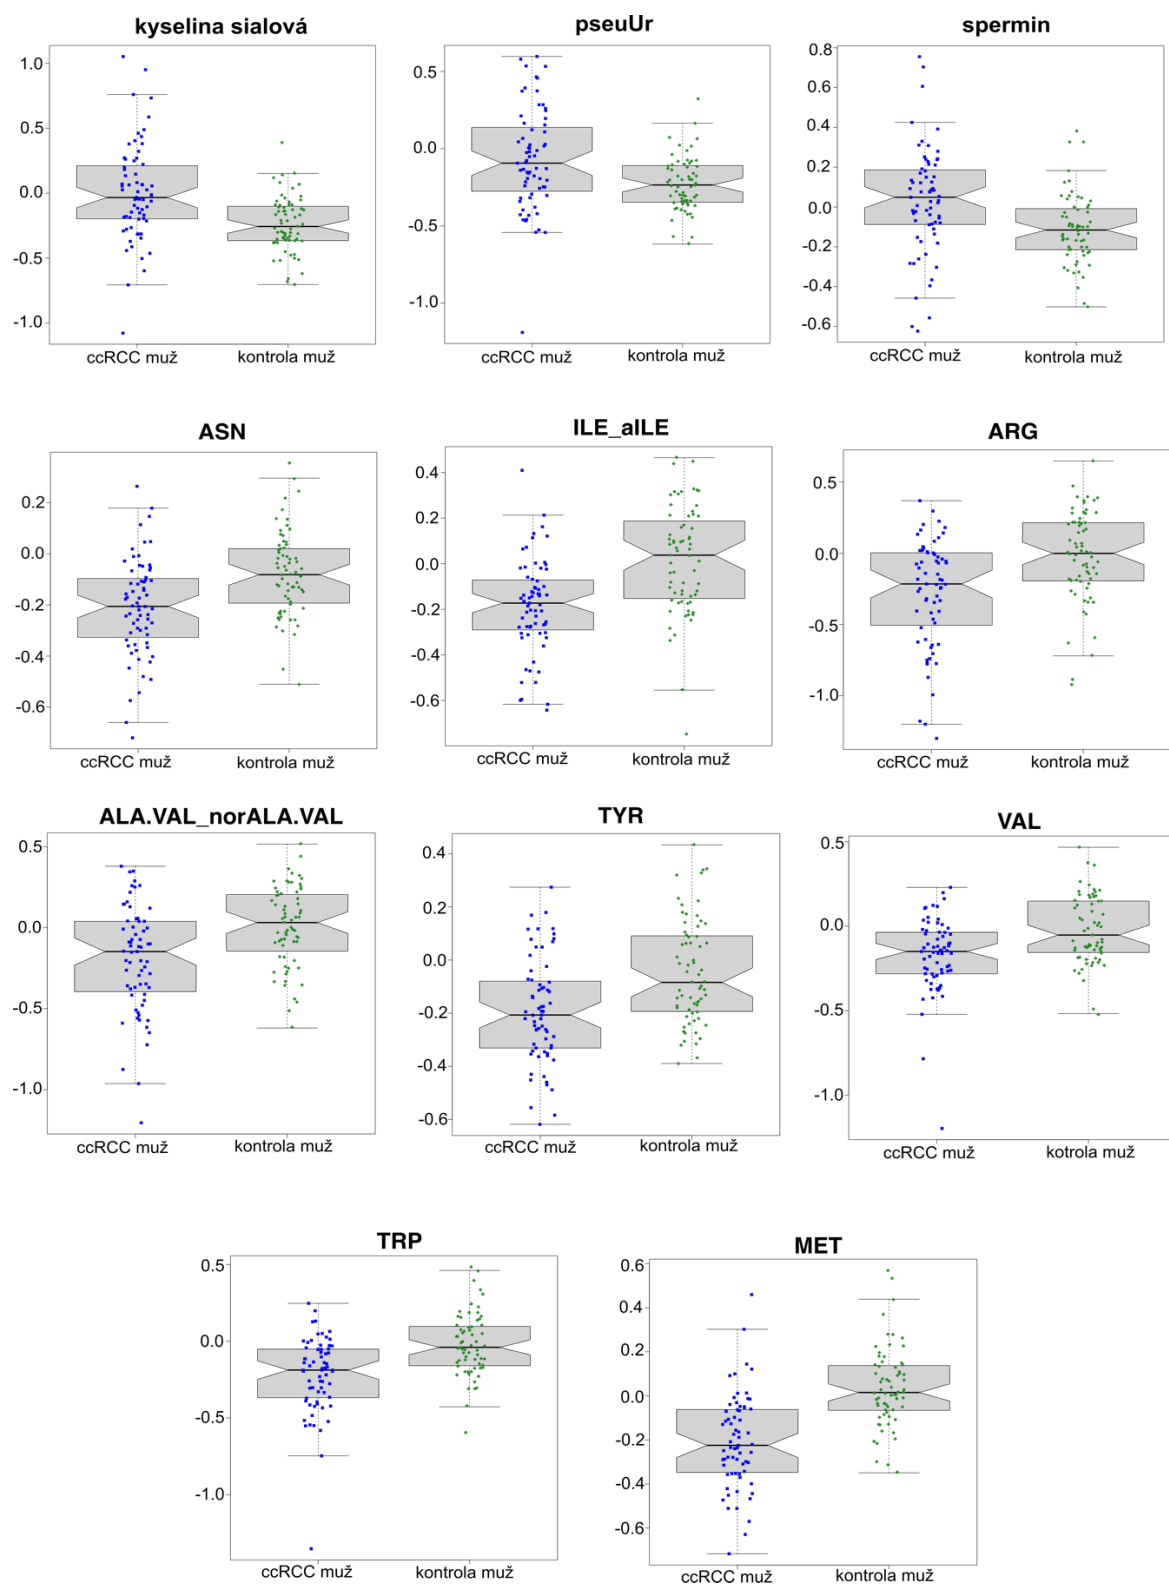 kyselina sialová
1.0
0.5
0.0
-0.5
-1.0
ccRCC muž
kontrola muž
pseuUr
0.5
0.0
-0.5
-1.0
ccRCC muž
kontrola muž
spermin
0.8
0.6
0.4
0.2
0.0
-0.2
-0.4
-0.6
ccRCC muž
kontrola muž
ASN
0.2
0.0
-0.2
-0.4
-0.6
ccRCC muž
kontrola muž
ILE_aILE
0.4
0.2
0.0
-0.2
-0.4
-0.6
ccRCC muž
kontrola muž
ARG
0.5
0.0
-0.5
-1.0
ccRCC muž
kontrola muž
ALA.VAL_norALA.VAL
0.5
0.0
-0.5
-1.0
ccRCC muž
kontrola muž
TYR
0.4
0.2
0.0
-0.2
-0.4
-0.6
ccRCC muž
kontrola muž
VAL
0.5
0.0
-0.5
-1.0
ccRCC muž
kotrola muž
TRP
0.5
0.0
-0.5
-1.0
ccRCC muž
kontrola muž
MET
0.6
0.4
0.2
0.0
-0.2
-0.4
-0.6
ccRCC muž
kontrola muž